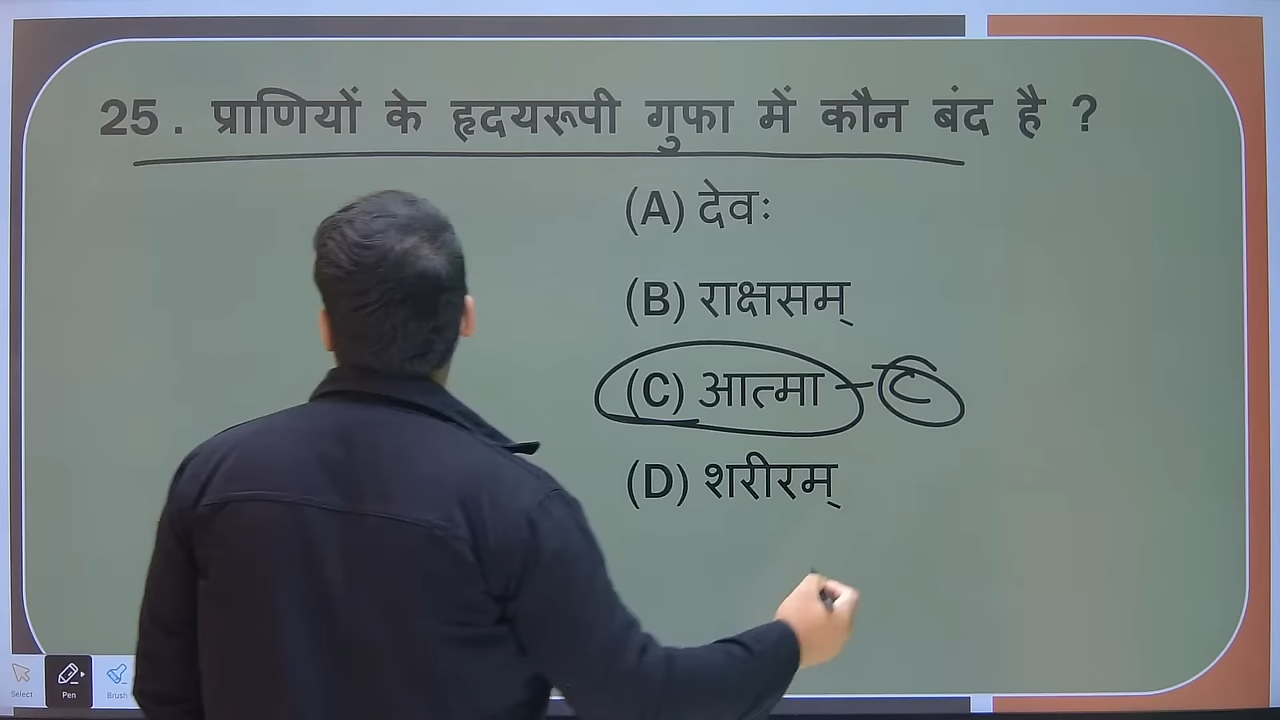 25. प्राणियों के हृदयरूपी गुफा में कौन बंद है ?
(A) देवः
(B) राक्षसम्
(C) आत्मा - C
(D) शरीरम्
Select
Pen
Brush